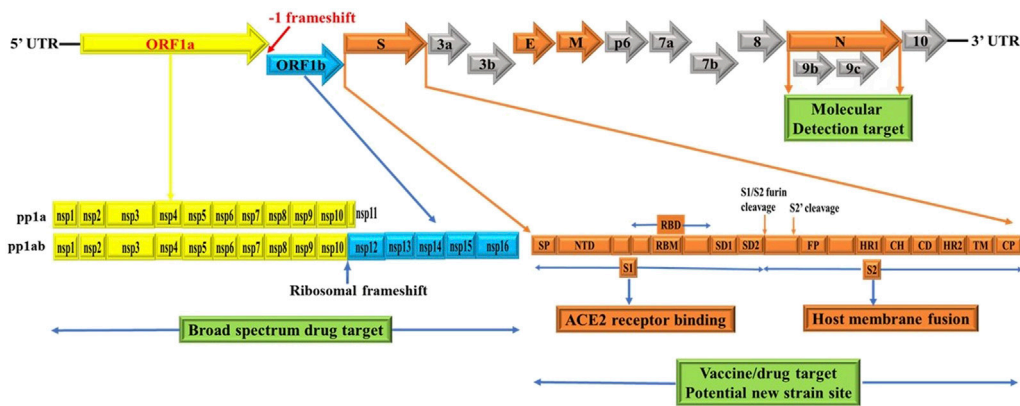 -1 frameshift
5' UTR
ORF1a
S
3a
E
M
p6
7a
8
N
10
3' UTR
ORF1b
3b
7b
9b
9c
Molecular
Detection target
pp1a
nsp1 nsp2 nsp3 nsp4 nsp5 nsp6 nsp7 nsp8 nsp9 nsp10 nsp11
pp1ab
nsp1 nsp2 nsp3 nsp4 nsp5 nsp6 nsp7 nsp8 nsp9 nsp10 nsp12 nsp13 nsp14 nsp15 nsp16
Ribosomal frameshift
Broad spectrum drug target
S1/S2 furin
cleavage
S2' cleavage
RBD
SP NTD RBM SD1 SD2 FP HR1 CH CD HR2 TM CP
S1
S2
ACE2 receptor binding
Host membrane fusion
Vaccine/drug target
Potential new strain site